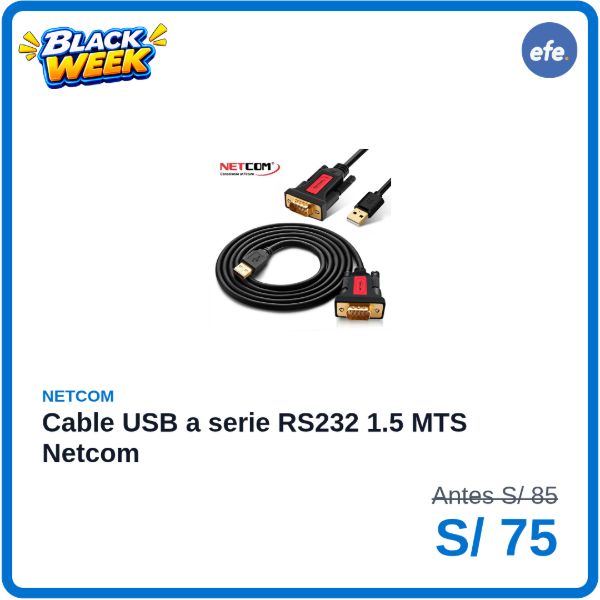 BLACK
WEEK
efe.
NETCOM
NETCOM
Cable USB a serie RS232 1.5 MTS
Netcom
Antes S/ 85
S/ 75